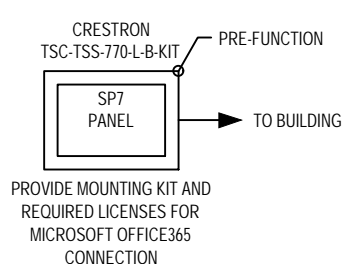 CRESTRON
TSC-TSS-770-L-B-KIT
PRE-FUNCTION
SP7
PANEL
TO BUILDING
PROVIDE MOUNTING KIT AND
REQUIRED LICENSES FOR
MICROSOFT OFFICE365
CONNECTION